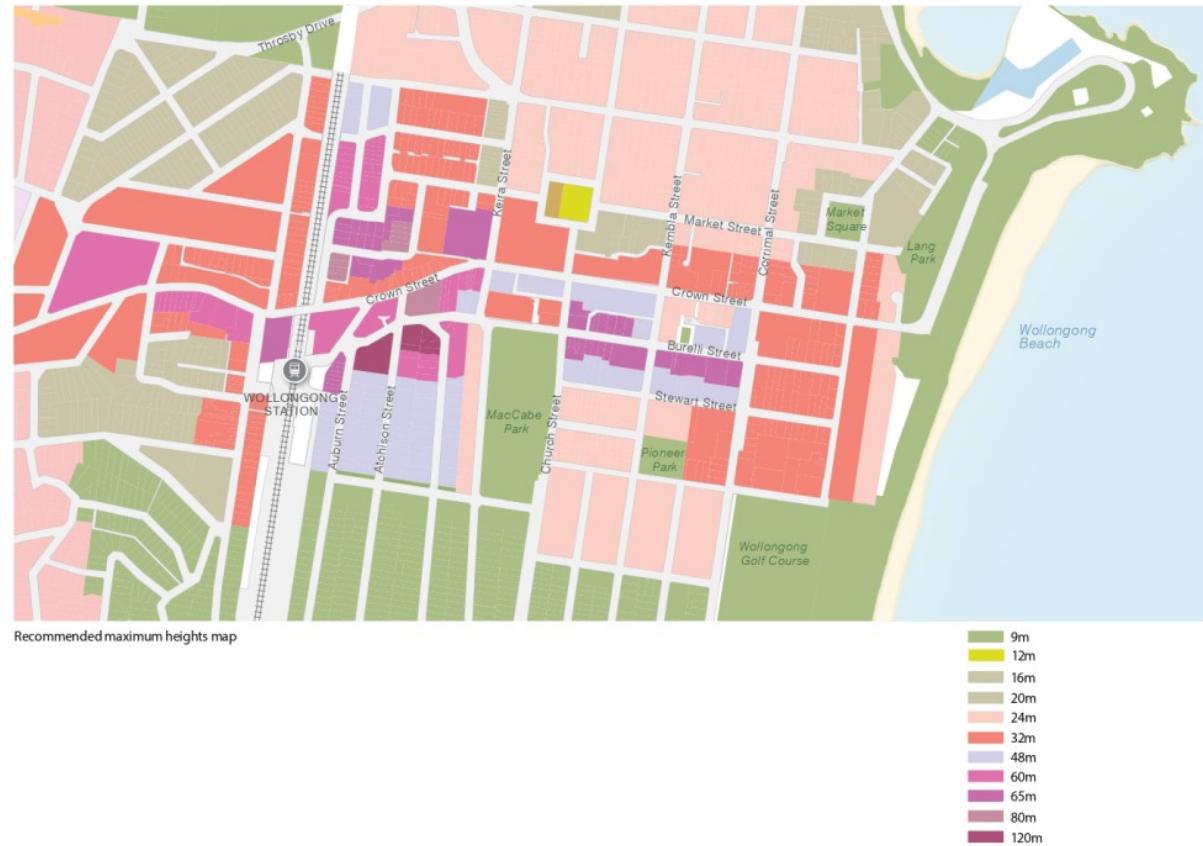 Throsby Drive
Keira Street
Kembla Street
Market Street
Corrimal Street
Market
Square
Lang
Park
Crown Street
Crown Street
Wollongong
Beach
Burelli Street
WOLLONGONG
STATION
Stewart Street
Auburn Street
Atchison Street
MacCabe
Park
Church Street
Pioneer
Park
Wollongong
Golf Course
Recommended maximum heights map
9m
12m
16m
20m
24m
32m
48m
60m
65m
80m
120m